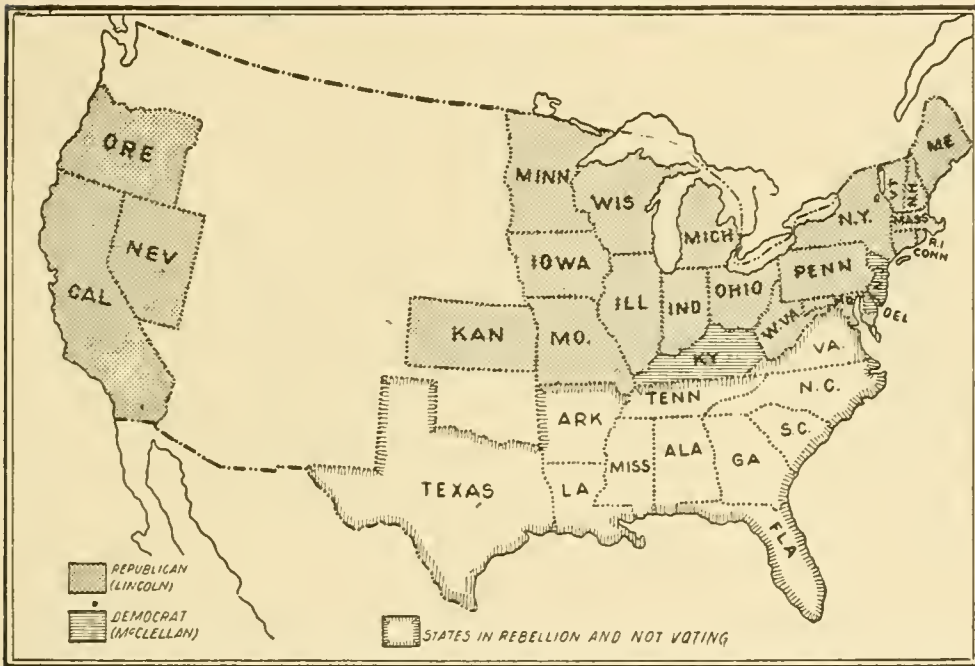 ORE
NEV
CAL
MINN
WIS
MICH
IOWA
ILL
IND
OHIO
KAN
MO.
KY
W.VA
PENN
N.Y.
VT
N.H.
ME
MASS
R.I
CONN
N.J.
MD.
DEL
VA.
N.C.
S.C.
TENN
ARK
MISS
ALA
GA
LA
TEXAS
FLA
REPUBLICAN
(LINCOLN)
DEMOCRAT
(MCCLELLAN)
STATES IN REBELLION AND NOT VOTING